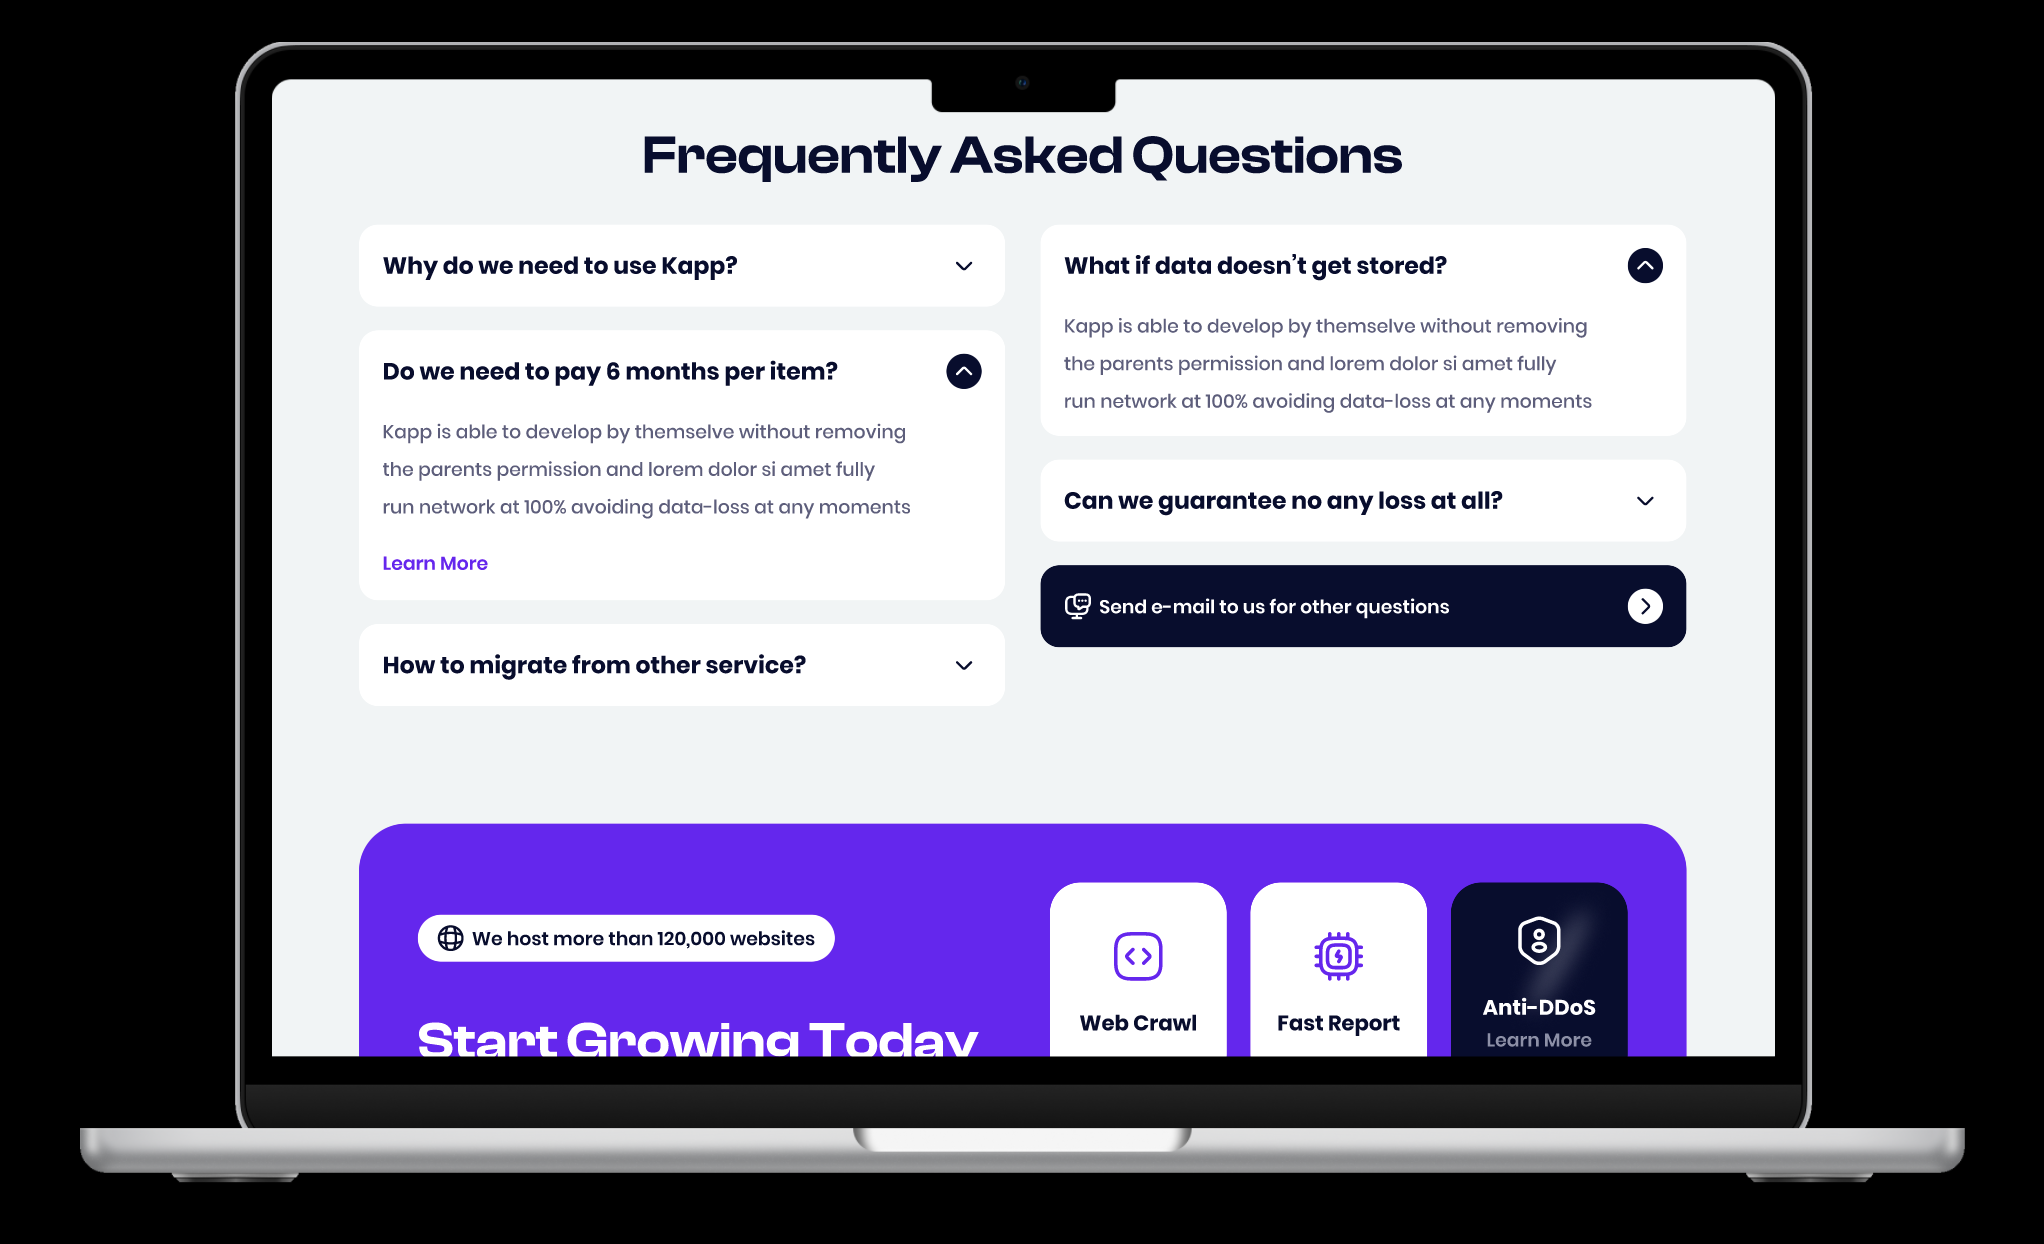 Frequently Asked Questions
Why do we need to use Kapp?
Do we need to pay 6 months per item?
Kapp is able to develop by themselve without removing
the parents permission and lorem dolor si amet fully
run network at 100% avoiding data-loss at any moments
Learn More
How to migrate from other service?
What if data doesn't get stored?
Kapp is able to develop by themselve without removing
the parents permission and lorem dolor si amet fully
run network at 100% avoiding data-loss at any moments
Can we guarantee no any loss at all?
Send e-mail to us for other questions
We host more than 120,000 websites
Start Growing Today
Web Crawl
Fast Report
Anti-DDoS
Learn More